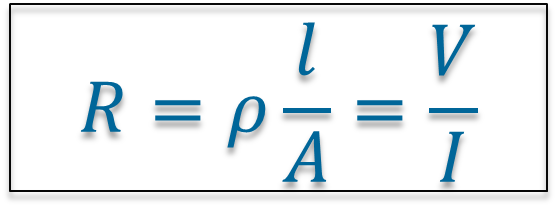 R = ρ l/A = V/I